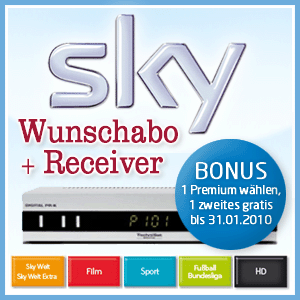 sky
Wunschabo
+ Receiver
BONUS
1 Premium wählen,
1 zweites gratis
bis 31.01.2010
P101
TechniSat
Sky Welt
Sky Welt Extra
Film
Sport
Fußball
Bundesliga
HD